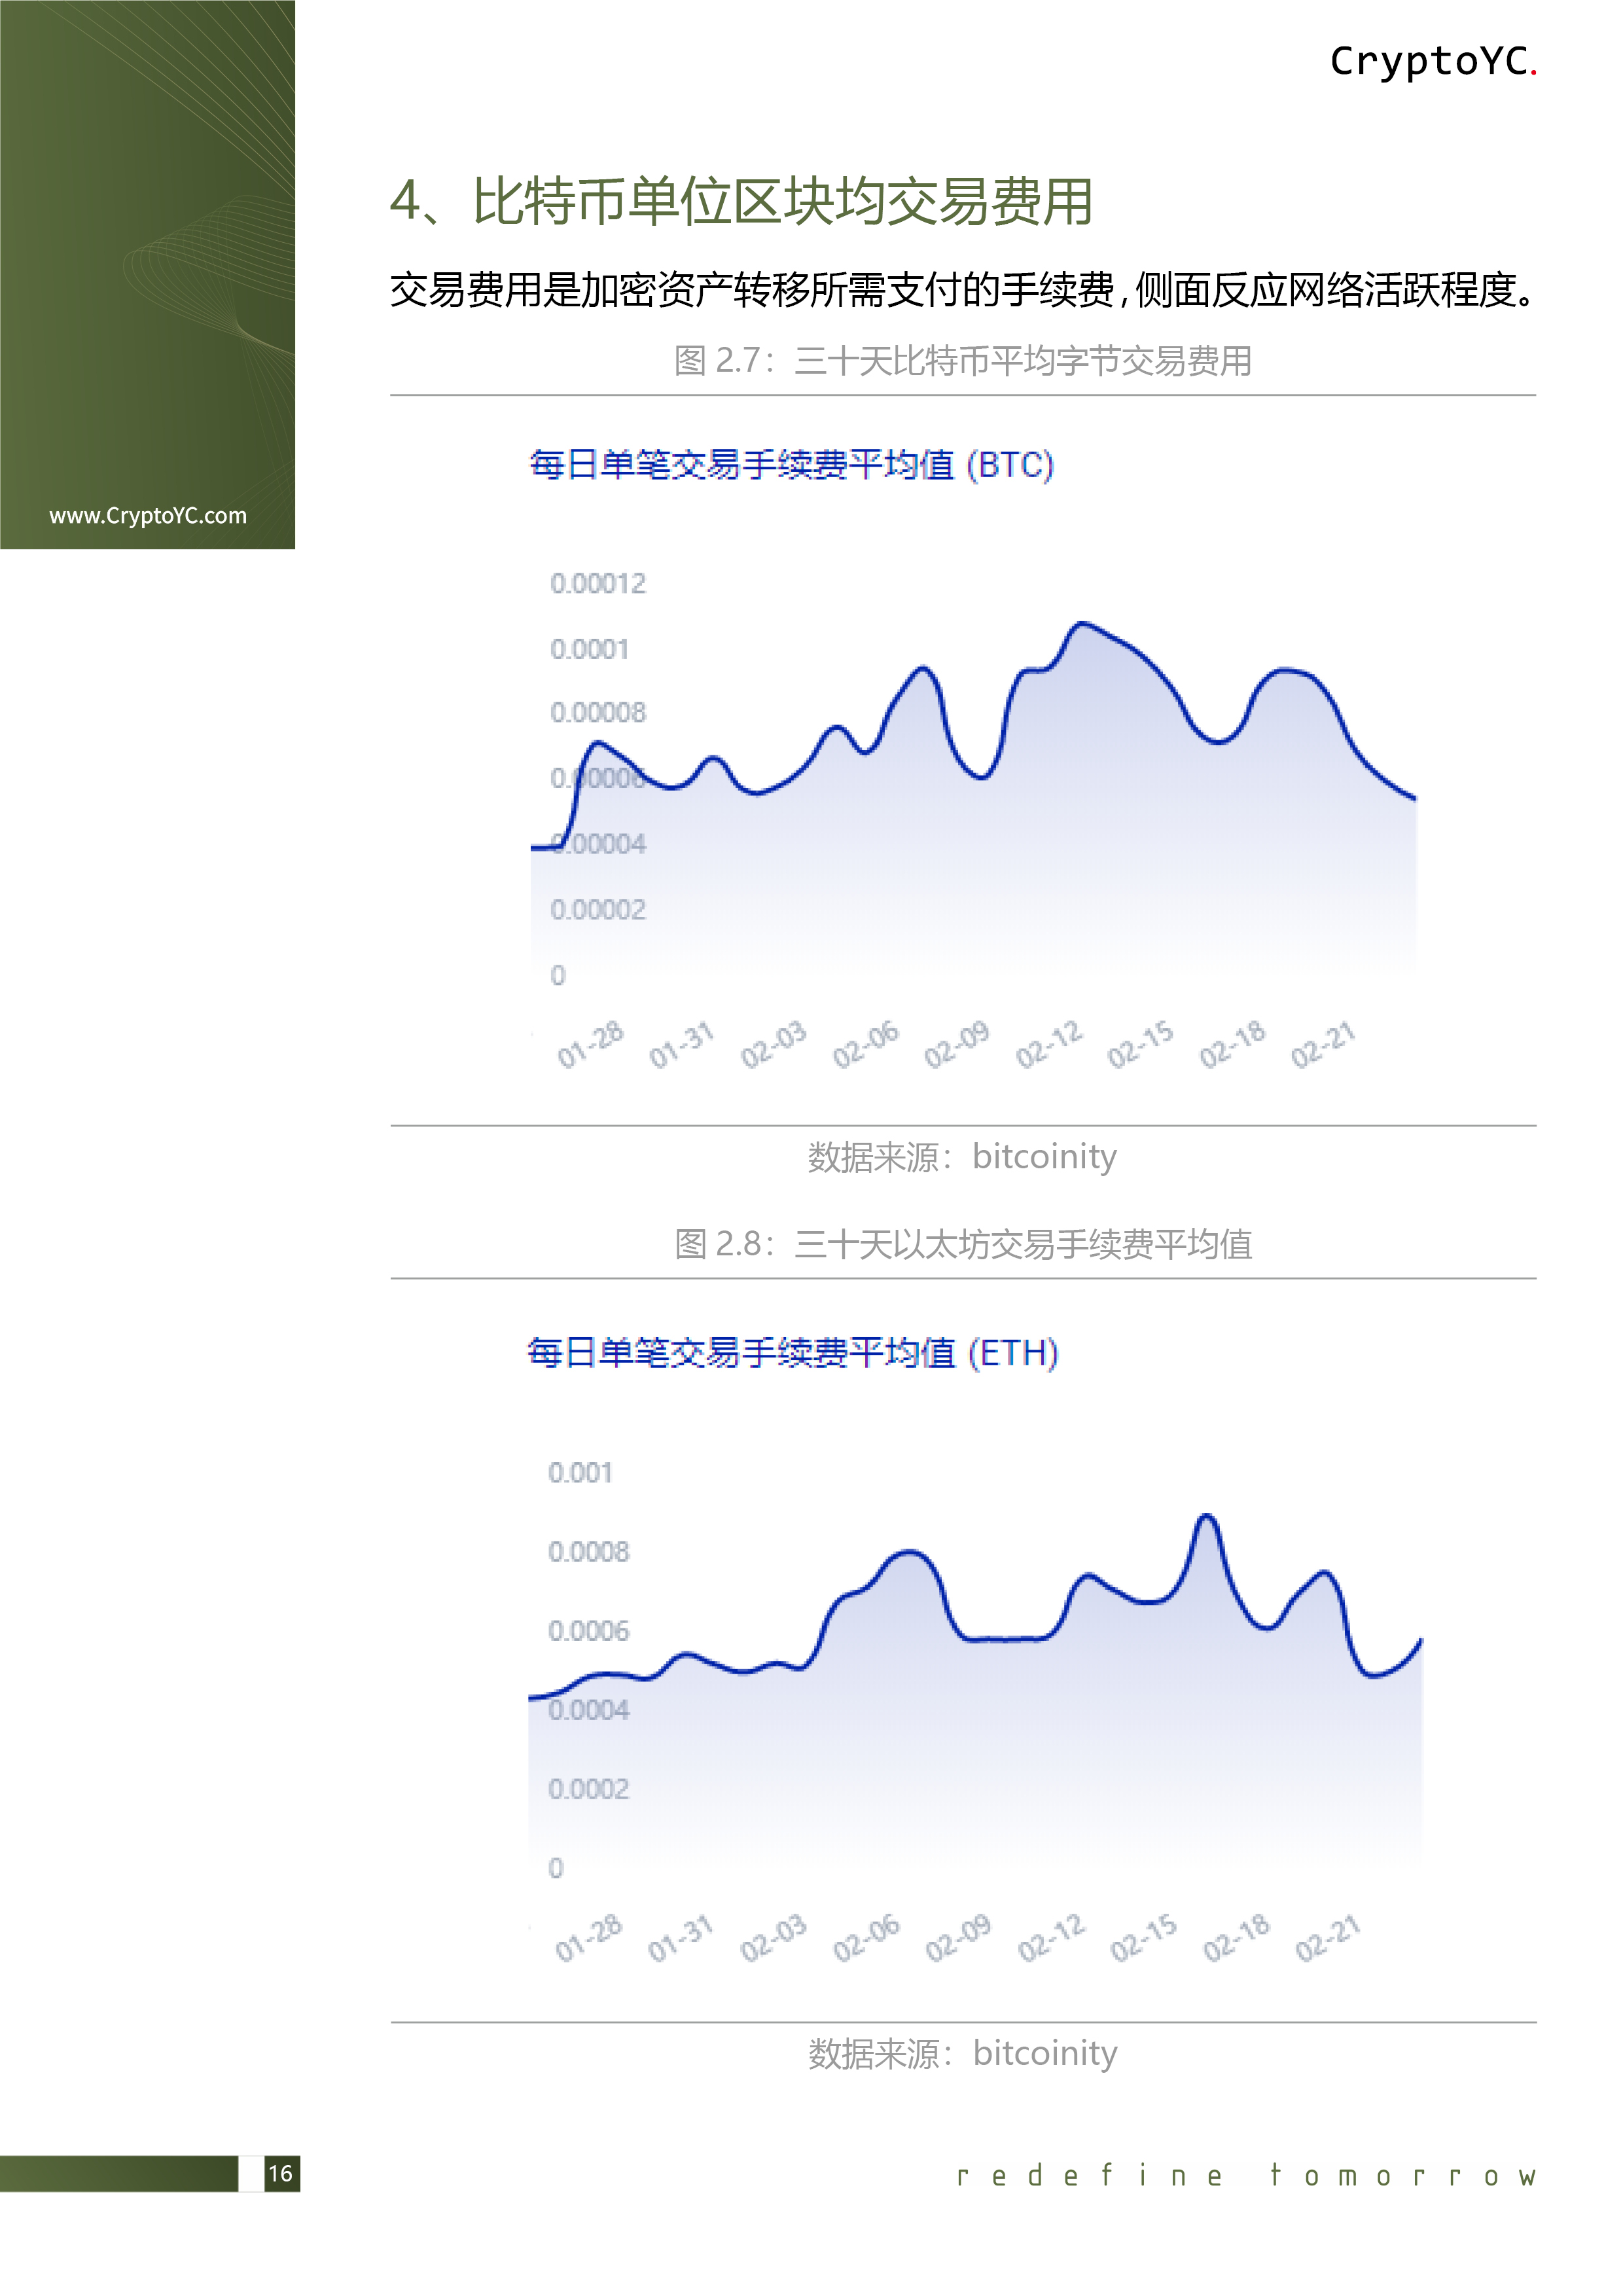 CryptoYC.
www.CryptoYC.com
4、比特币单位区块均交易费用
交易费用是加密资产转移所需支付的手续费,侧面反应网络活跃程度。
图 2.7：三十天比特币平均字节交易费用
每日单笔交易手续费平均值 (BTC)
0.00012
0.0001
0.00008
0.00006
0.00004
0.00002
0
01-28 01-31 02-03 02-06 02-09 02-12 02-15 02-18 02-21
数据来源：bitcoinity
图 2.8：三十天以太坊交易手续费平均值
每日单笔交易手续费平均值 (ETH)
0.001
0.0008
0.0006
0.0004
0.0002
0
01-28 01-31 02-03 02-06 02-09 02-12 02-15 02-18 02-21
数据来源：bitcoinity
16
redefine tomorrow